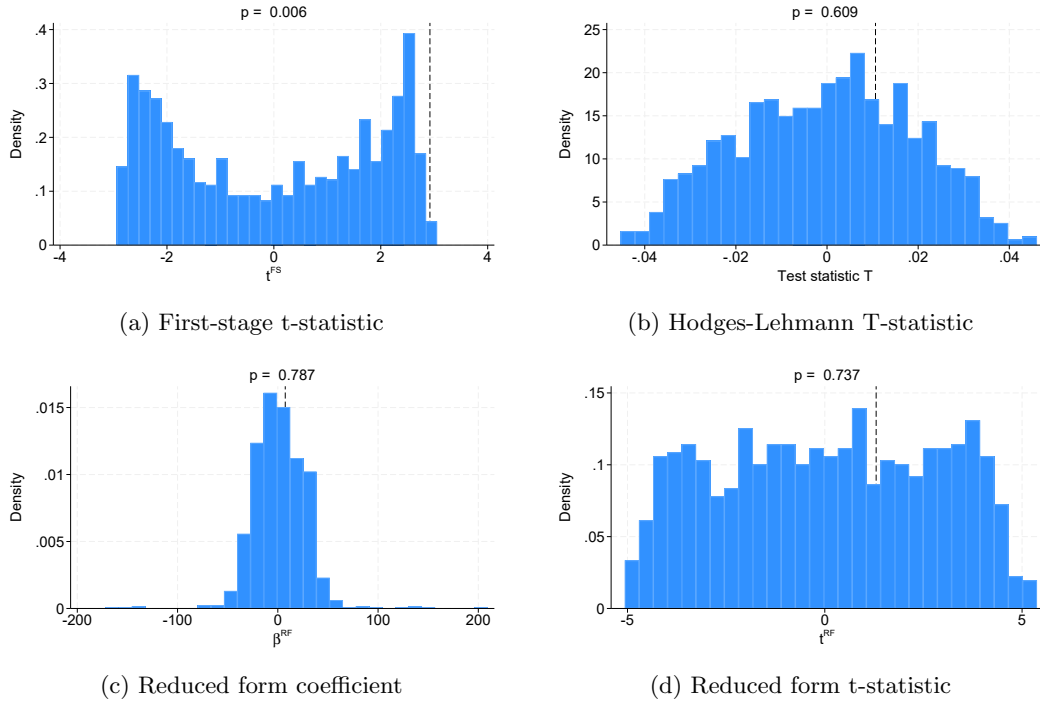 p = 0.006
.4
.3
.2
.1
0
Density
-4 -2 0 2 4
t^FS
(a) First-stage t-statistic
p = 0.609
25
20
15
10
5
0
Density
-.04 -.02 0 .02 .04
Test statistic T
(b) Hodges-Lehmann T-statistic
p = 0.787
.015
.01
.005
0
Density
-200 -100 0 100 200
β^RF
(c) Reduced form coefficient
p = 0.737
.15
.1
.05
0
Density
-5 0 5
t^RF
(d) Reduced form t-statistic